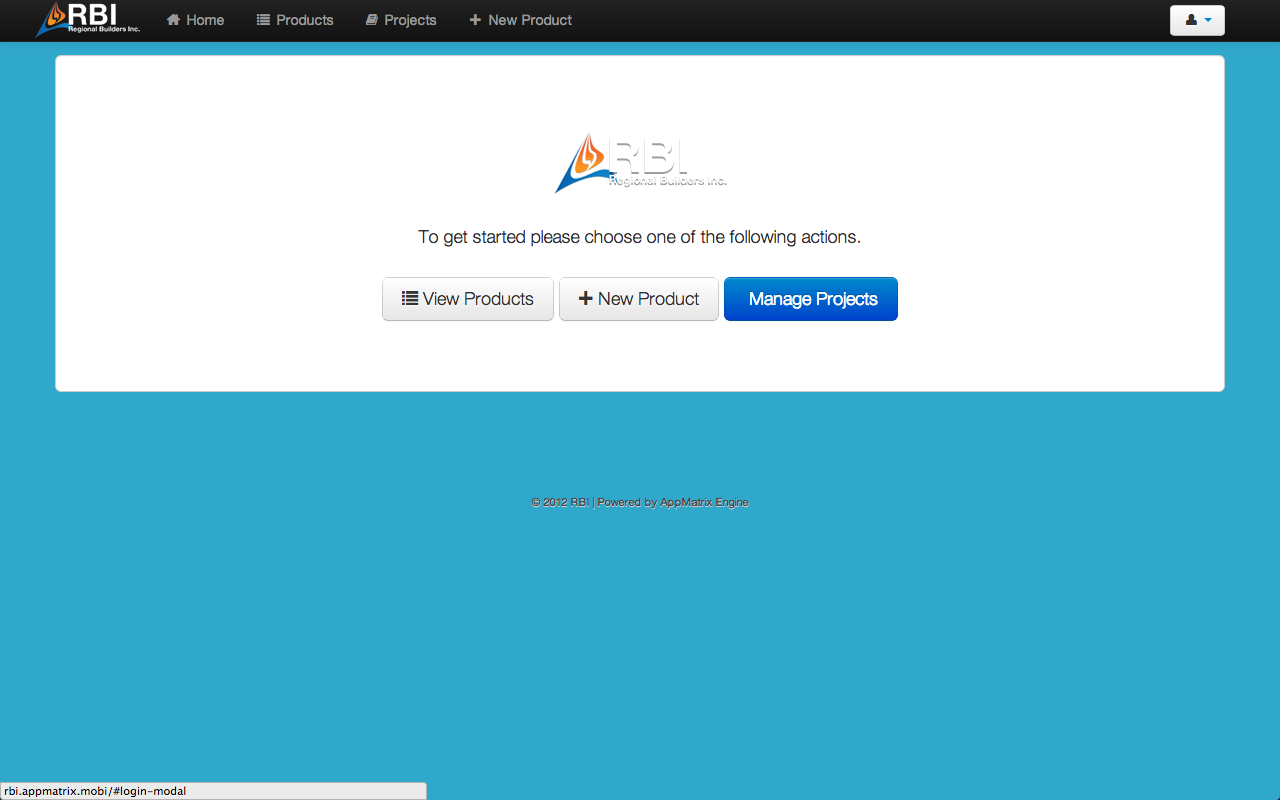 RBI
Regional Builders Inc.
Home Products Projects New Product
RBI
Regional Builders Inc.
To get started please choose one of the following actions.
View Products New Product Manage Projects
© 2012 RBI | Powered by AppMatrix Engine
rbi.appmatrix.mobi/#login-modal